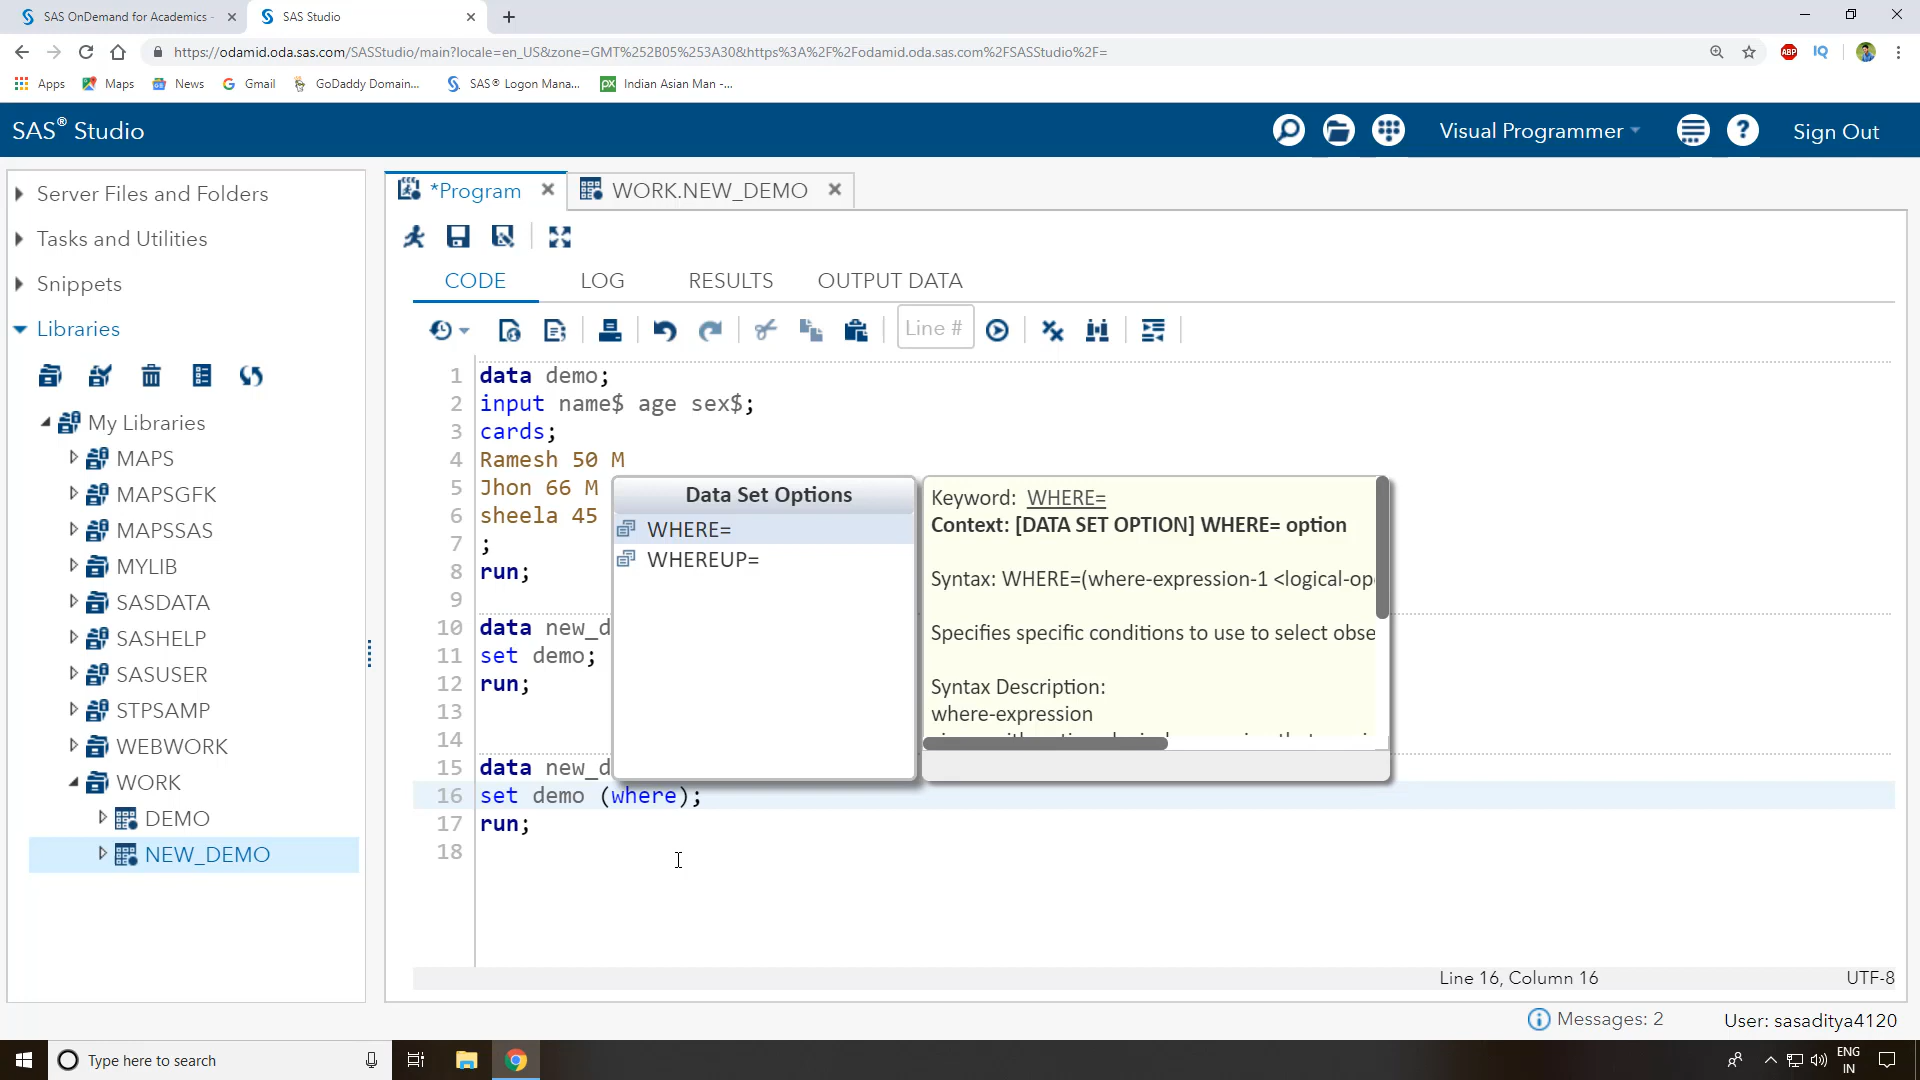 SAS OnDemand for Academics -
SAS Studio
https://odamid.oda.sas.com/SASStudio/main?locale=en_US&zone=GMT%252B05%253A30&https%3A%2F%2Fodamid.oda.sas.com%2FSASStudio%2F=
ABP
IQ
Apps
Maps
News
Gmail
GoDaddy Domain...
SAS® Logon Mana...
px
Indian Asian Man -...
SAS® Studio
Visual Programmer
?
Sign Out
Server Files and Folders
Tasks and Utilities
Snippets
Libraries
My Libraries
MAPS
MAPSGFK
MAPSSAS
MYLIB
SASDATA
SASHELP
SASUSER
STPSAMP
WEBWORK
WORK
DEMO
NEW_DEMO
*Program
WORK.NEW_DEMO
CODE
LOG
RESULTS
OUTPUT DATA
Line #
1 data demo;
2 input name$ age sex$;
3 cards;
4 Ramesh 50 M
5 Jhon 66 M
6 sheela 45
7 ;
8 run;
9
10 data new_d
11 set demo;
12 run;
13
14
15 data new_d
16 set demo (where);
17 run;
18
Data Set Options
WHERE=
WHEREUP=
Keyword: WHERE=
Context: [DATA SET OPTION] WHERE= option
Syntax: WHERE=(where-expression-1 <logical-op
Specifies specific conditions to use to select obse
Syntax Description:
where-expression
Line 16, Column 16
UTF-8
Messages: 2
User: sasaditya4120
Type here to search
ENG
IN